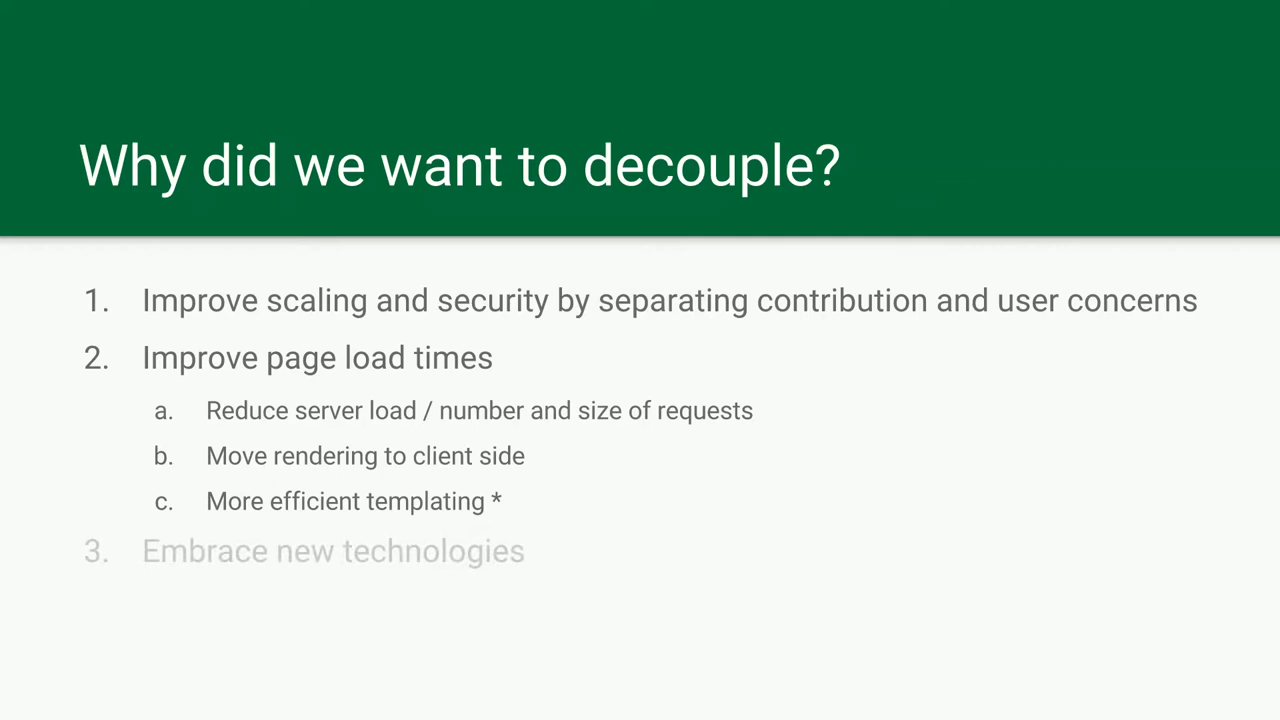 Why did we want to decouple?
1. Improve scaling and security by separating contribution and user concerns
2. Improve page load times
a. Reduce server load / number and size of requests
b. Move rendering to client side
c. More efficient templating *
3. Embrace new technologies